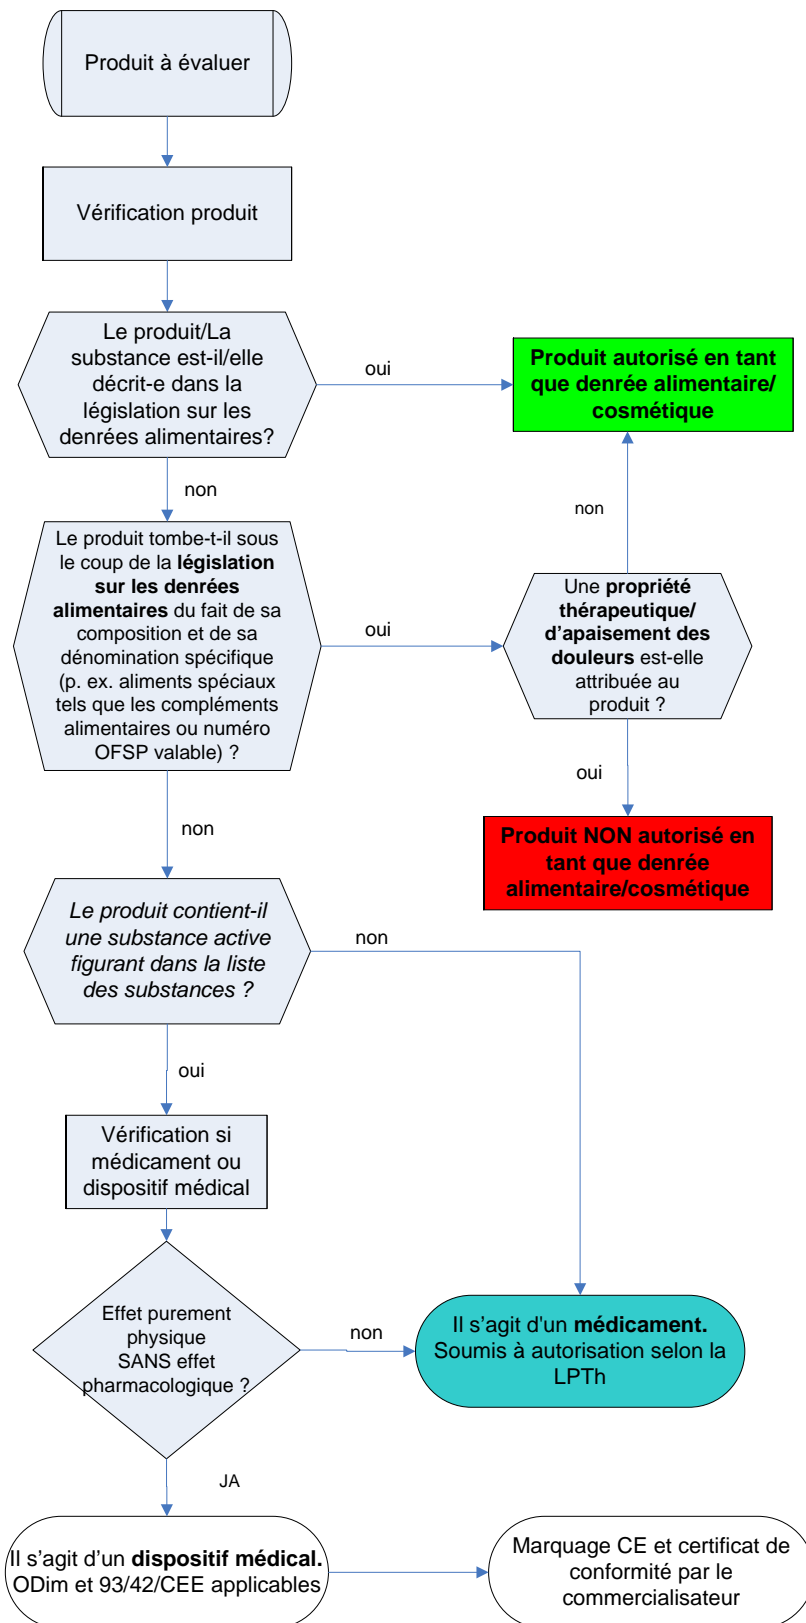 Produit à évaluer
Vérification produit
Le produit/La
substance est-il/elle
décrit-e dans la
législation sur les
denrées alimentaires?
oui
Produit autorisé en tant
que denrée alimentaire/
cosmétique
non
non
Le produit tombe-t-il sous
le coup de la législation
sur les denrées
alimentaires du fait de sa
composition et de sa
dénomination spécifique
(p. ex. aliments spéciaux
tels que les compléments
alimentaires ou numéro
OFSP valable) ?
oui
Une propriété
thérapeutique/
d'apaisement des
douleurs est-elle
attribuée au
produit ?
oui
non
Produit NON autorisé en
tant que denrée
alimentaire/cosmétique
Le produit contient-il
une substance active
figurant dans la liste
des substances ?
non
oui
Vérification si
médicament ou
dispositif médical
Effet purement
physique
SANS effet
pharmacologique ?
non
Il s’agit d'un médicament.
Soumis à autorisation selon la
LPTh
JA
Il s’agit d’un dispositif médical.
ODim et 93/42/CEE applicables
Marquage CE et certificat de
conformité par le
commercialisateur